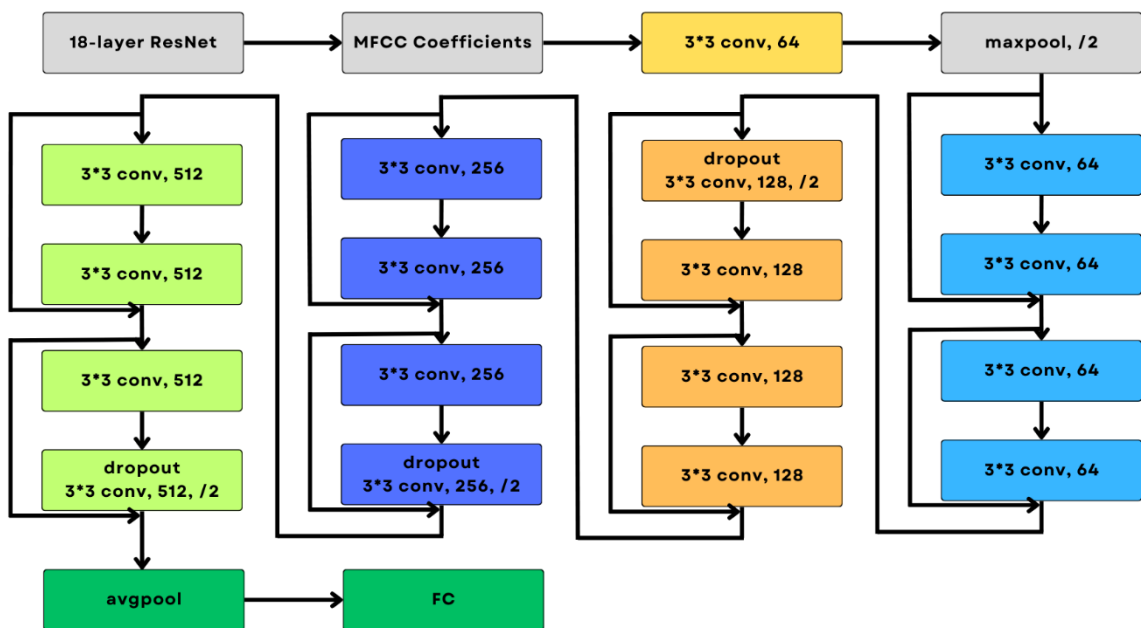 18-layer ResNet
MFCC Coefficients
3*3 conv, 64
maxpool, /2
3*3 conv, 64
3*3 conv, 64
3*3 conv, 64
3*3 conv, 64
dropout
3*3 conv, 128, /2
3*3 conv, 128
3*3 conv, 128
3*3 conv, 128
3*3 conv, 256
3*3 conv, 256
3*3 conv, 256
dropout
3*3 conv, 256, /2
3*3 conv, 512
3*3 conv, 512
3*3 conv, 512
dropout
3*3 conv, 512, /2
avgpool
FC